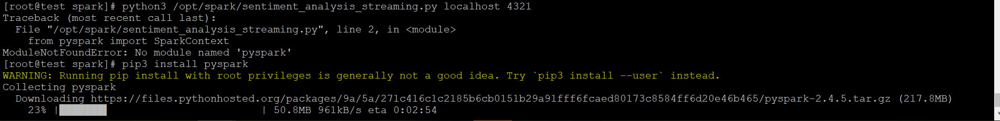 [root@test spark]# python3 /opt/spark/sentiment_analysis_streaming.py localhost 4321
Traceback (most recent call last):
  File "/opt/spark/sentiment_analysis_streaming.py", line 2, in <module>
    from pyspark import SparkContext
ModuleNotFoundError: No module named 'pyspark'
[root@test spark]# pip3 install pyspark
WARNING: Running pip install with root privileges is generally not a good idea. Try `pip3 install --user` instead.
Collecting pyspark
  Downloading https://files.pythonhosted.org/packages/9a/5a/271c416c1c2185b6cb0151b29a91fff6fcaed80173c8584ff6d20e46b465/pyspark-2.4.5.tar.gz (217.8MB)
    23% |████████                        | 50.8MB 961kB/s eta 0:02:54